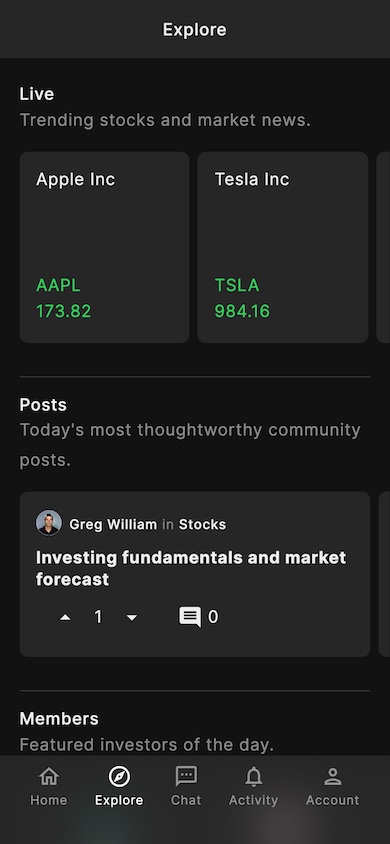 Explore
Live
Trending stocks and market news.
Apple Inc
AAPL
173.82
Tesla Inc
TSLA
984.16
Posts
Today's most thoughtworthy community
posts.
Greg William in Stocks
Investing fundamentals and market
forecast
1
0
Members
Featured investors of the day.
Home
Explore
Chat
Activity
Account